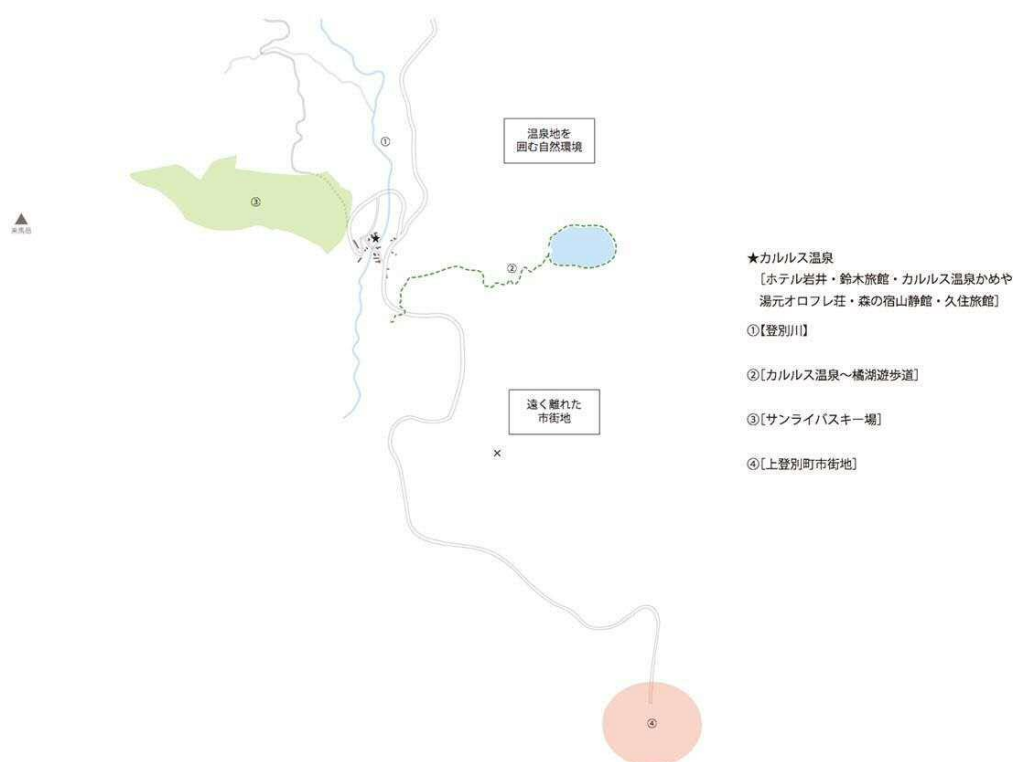 ①
温泉地を
囲む自然環境
③
来馬岳
★
②
★カルルス温泉
［ホテル岩井・鈴木旅館・カルルス温泉かめや
湯元オロフレ荘・森の宿山静館・久住旅館］
①【登別川】
②［カルルス温泉～橘湖遊歩道］
③［サンライバスキー場］
④［上登別町市街地］
遠く離れた
市街地
×
④